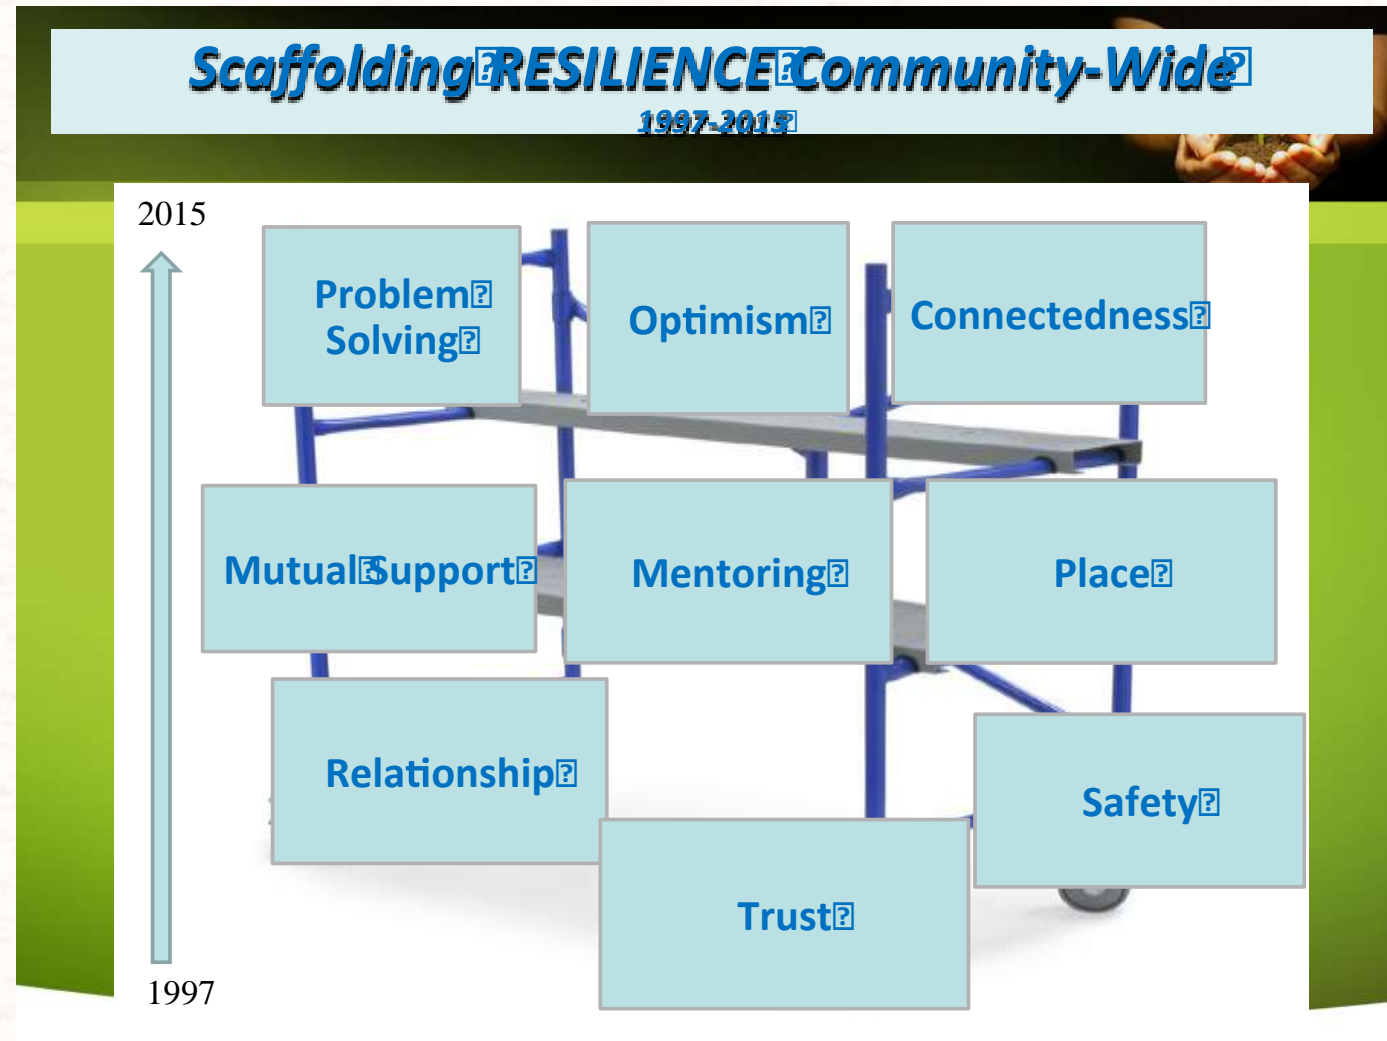 Scaffolding RESILIENCE Community-Wide
1997-2015
2015
Problem
Solving
Optimism
Connectedness
Mutual Support
Mentoring
Place
Relationship
Safety
Trust
1997